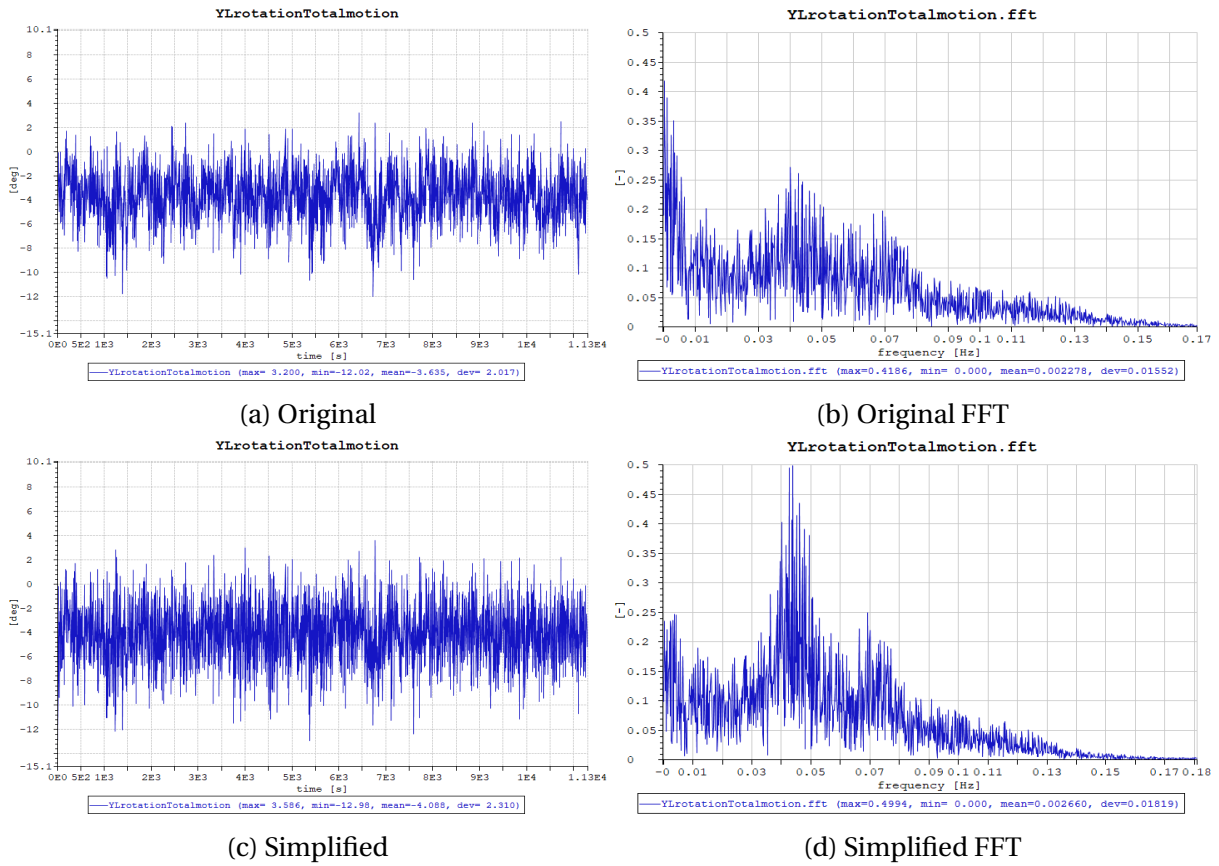 YLrotationTotalmotion
10.1
8
6
4
2
0
-2
-4
-6
-8
-10
-12
-15.1
[deg]
0E0 5E2 1E3 2E3 3E3 4E3 5E3 6E3 7E3 8E3 9E3 1E4 1.13E4
time [s]
YLrotationTotalmotion (max= 3.200, min=-12.02, mean=-3.635, dev= 2.017)
(a) Original
YLrotationTotalmotion.fft
0.5
0.45
0.4
0.35
0.3
0.25
0.2
0.15
0.1
0.05
0
[-]
-0 0.01 0.03 0.05 0.07 0.09 0.1 0.11 0.13 0.15 0.17
frequency [Hz]
YLrotationTotalmotion.fft (max=0.4186, min= 0.000, mean=0.002278, dev=0.01552)
(b) Original FFT
YLrotationTotalmotion
10.1
8
6
4
2
0
-2
-4
-6
-8
-10
-12
-15.1
[deg]
0E0 5E2 1E3 2E3 3E3 4E3 5E3 6E3 7E3 8E3 9E3 1E4 1.13E4
time [s]
YLrotationTotalmotion (max= 3.586, min=-12.98, mean=-4.088, dev= 2.310)
(c) Simplified
YLrotationTotalmotion.fft
0.5
0.45
0.4
0.35
0.3
0.25
0.2
0.15
0.1
0.05
0
[-]
-0 0.01 0.03 0.05 0.07 0.09 0.1 0.11 0.13 0.15 0.17 0.18
frequency [Hz]
YLrotationTotalmotion.fft (max=0.4994, min= 0.000, mean=0.002660, dev=0.01819)
(d) Simplified FFT